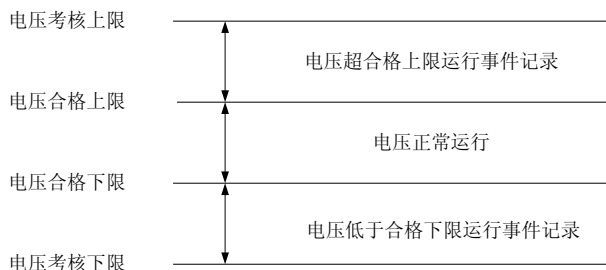 电压考核上限
电压超合格上限运行事件记录
电压合格上限
电压正常运行
电压合格下限
电压低于合格下限运行事件记录
电压考核下限